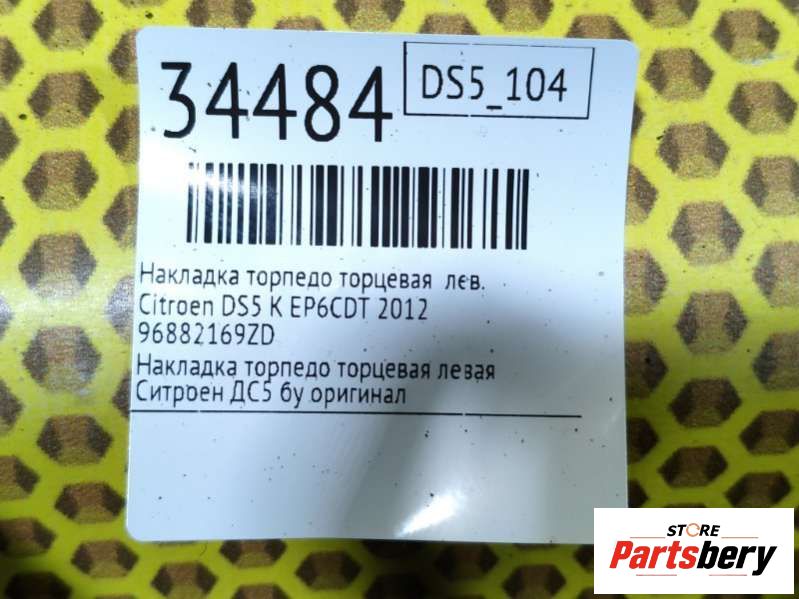 34484
DS5_104
Накладка торпедо торцевая лев.
Citroen DS5 K EP6CDT 2012
96882169ZD
Накладка торпедо торцевая левая
Ситроен ДС5 бу оригинал
STORE
Partsbery